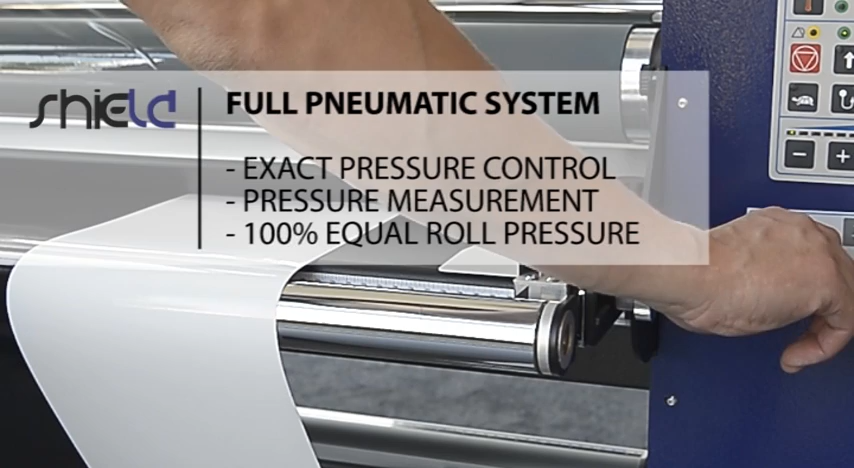 shield
FULL PNEUMATIC SYSTEM
- EXACT PRESSURE CONTROL
- PRESSURE MEASUREMENT
- 100% EQUAL ROLL PRESSURE
- +